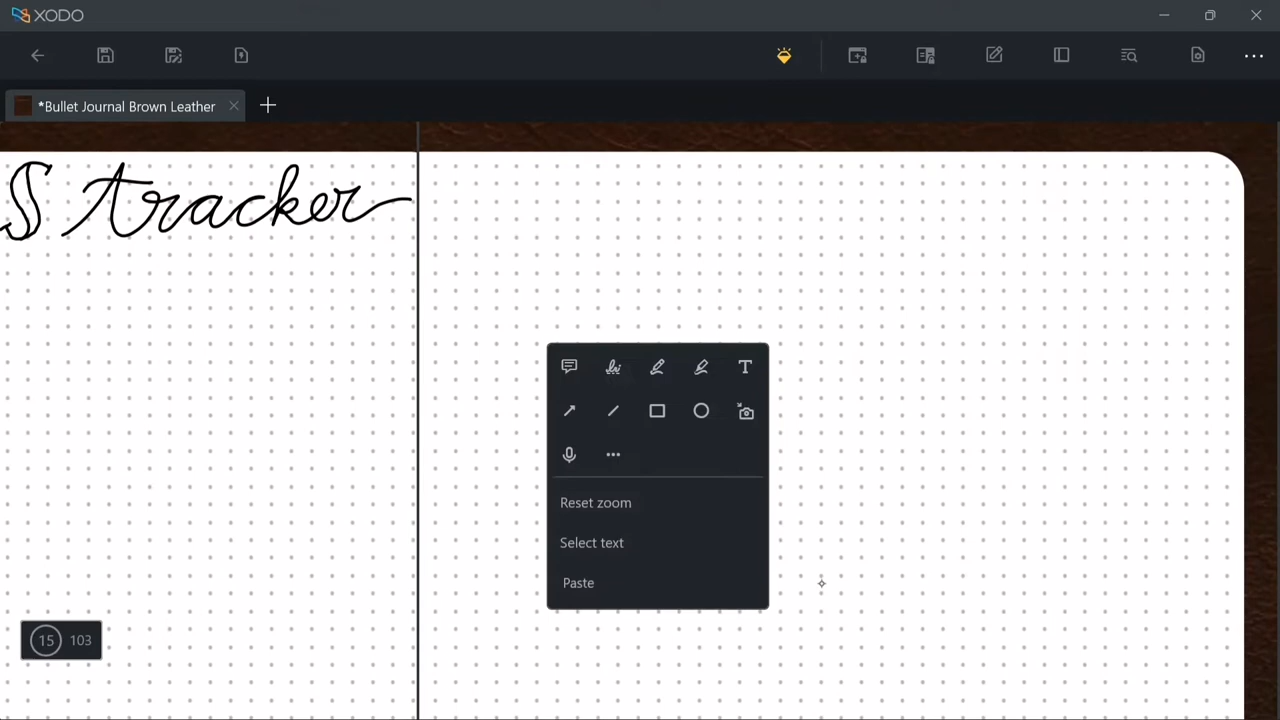 XODO
*Bullet Journal Brown Leather
S tracker
T
Reset zoom
Select text
Paste
15 103